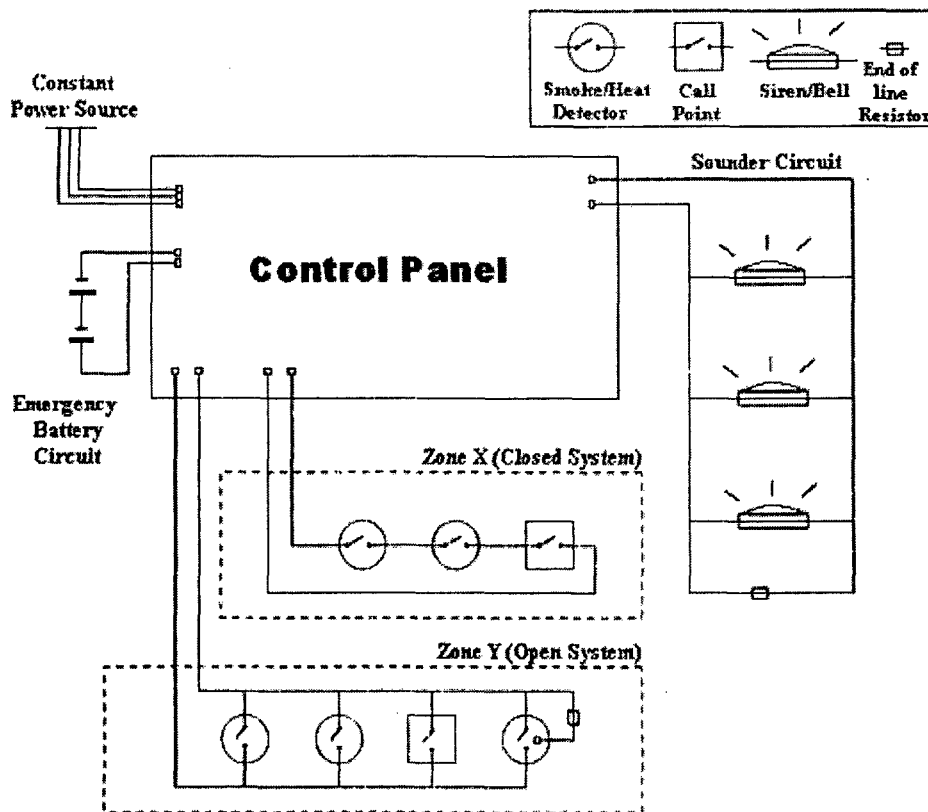 Smoke/Heat
Detector
Call
Point
Siren/Bell
End of
line
Resistor
Constant
Power Source
Sounder Circuit
Control Panel
Emergency
Battery
Circuit
Zone X (Closed System)
Zone Y (Open System)